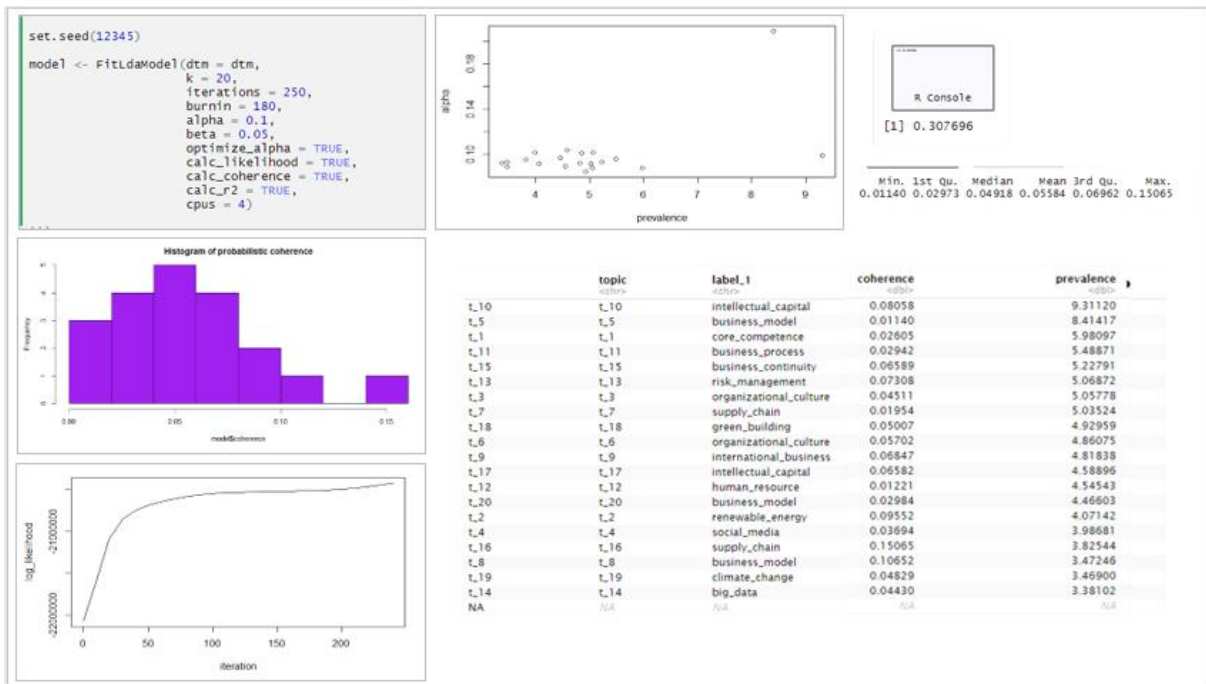 set.seed(12345)
model <- FitLdaModel(dtm = dtm,
k = 20,
iterations = 250,
burnin = 180,
alpha = 0.1,
beta = 0.05,
optimize_alpha = TRUE,
calc_likelihood = TRUE,
calc_coherence = TRUE,
calc_r2 = TRUE,
cpus = 4)
alpha
0.10 0.14 0.18
4 5 6 7 8 9
prevalence
R Console
[1] 0.307696
Min. 1st Qu. Median Mean 3rd Qu. Max.
0.01140 0.02973 0.04918 0.05584 0.06962 0.15065
Histogram of probabilistic coherence
Frequency
0 1 2 3 4 5
0.00 0.05 0.10 0.15
model$coherence
log_likelihood
-22000000 -21000000
0 50 100 150 200
iteration
topic label_1 coherence prevalence
<chr> <chr> <dbl> <dbl>
t_10 t_10 intellectual_capital 0.08058 9.31120
t_5 t_5 business_model 0.01140 8.41417
t_1 t_1 core_competence 0.02605 5.98097
t_11 t_11 business_process 0.02942 5.48871
t_15 t_15 business_continuity 0.06589 5.22791
t_13 t_13 risk_management 0.07308 5.06872
t_3 t_3 organizational_culture 0.04511 5.05778
t_7 t_7 supply_chain 0.01954 5.03524
t_18 t_18 green_building 0.05007 4.92959
t_6 t_6 organizational_culture 0.05702 4.86075
t_9 t_9 international_business 0.06847 4.81838
t_17 t_17 intellectual_capital 0.06582 4.58896
t_12 t_12 human_resource 0.01221 4.54543
t_20 t_20 business_model 0.02984 4.46603
t_2 t_2 renewable_energy 0.09552 4.07142
t_4 t_4 social_media 0.03694 3.98681
t_16 t_16 supply_chain 0.15065 3.82544
t_8 t_8 business_model 0.10652 3.47246
t_19 t_19 climate_change 0.04829 3.46900
t_14 t_14 big_data 0.04430 3.38102
NA NA NA NA NA